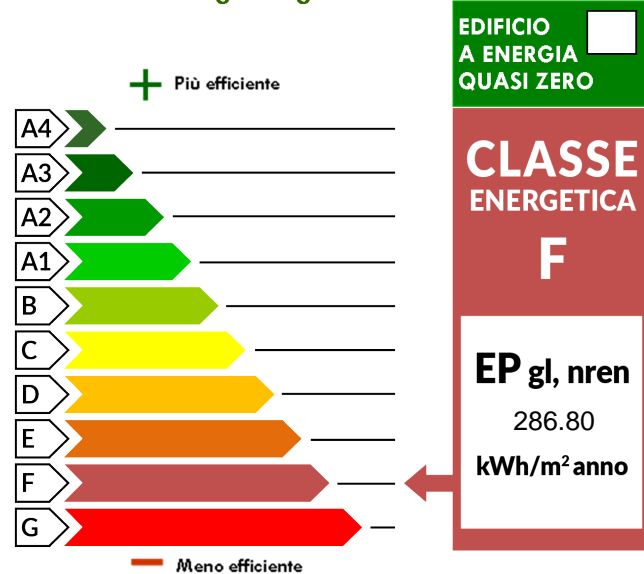 EDIFICIO
A ENERGIA
QUASI ZERO
Più efficiente
A4
A3
A2
A1
B
C
D
E
F
G
Meno efficiente
CLASSE
ENERGETICA
F
EP gl, nren
286.80
kWh/m² anno